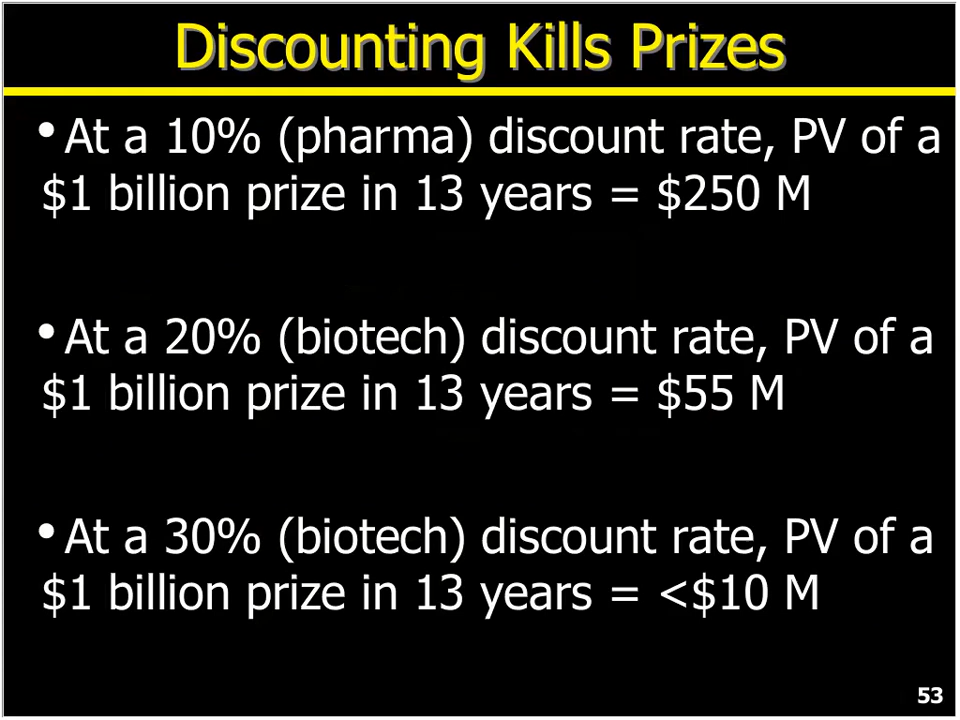 Discounting Kills Prizes
•At a 10% (pharma) discount rate, PV of a
$1 billion prize in 13 years = $250 M
•At a 20% (biotech) discount rate, PV of a
$1 billion prize in 13 years = $55 M
•At a 30% (biotech) discount rate, PV of a
$1 billion prize in 13 years = <$10 M
53